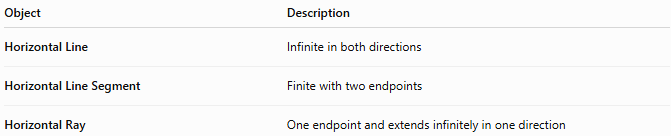 Object Description
Horizontal Line Infinite in both directions
Horizontal Line Segment Finite with two endpoints
Horizontal Ray One endpoint and extends infinitely in one direction